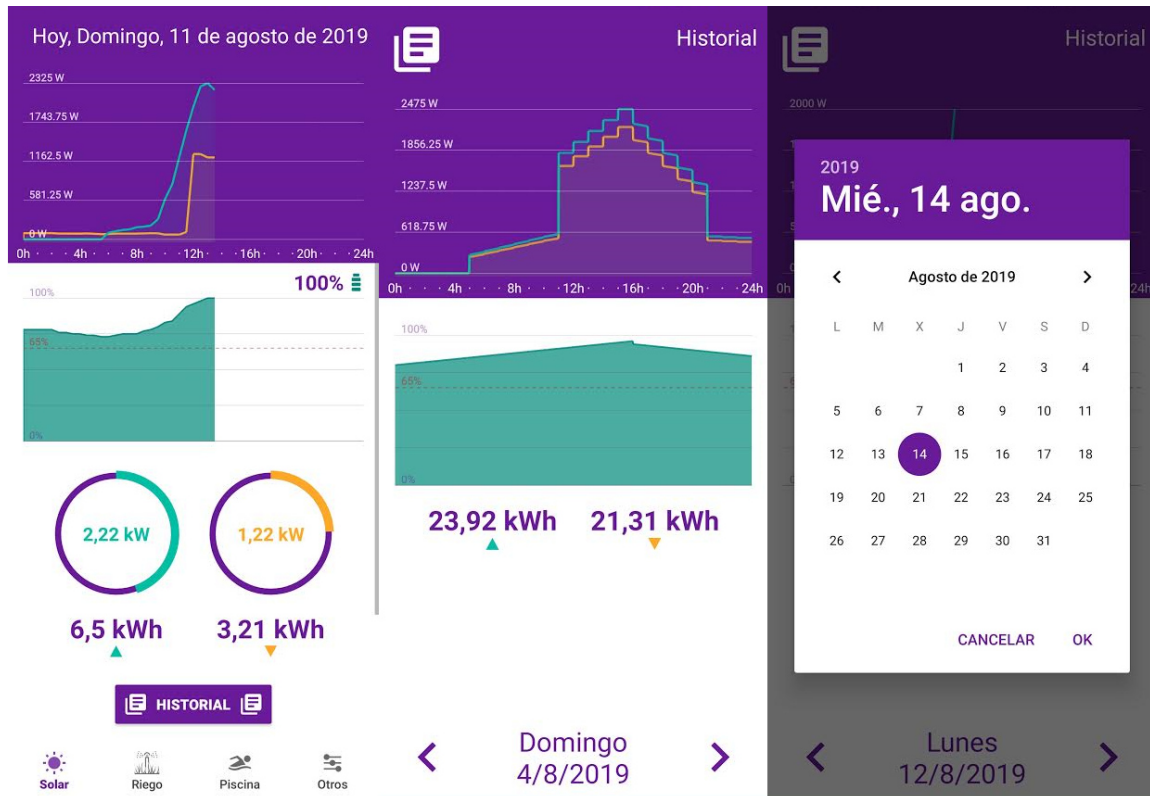 Hoy, Domingo, 11 de agosto de 2019
2325 W
1743.75 W
1162.5 W
581.25 W
0 W
0h · · 4h · · 8h · · 12h · · 16h · · 20h · · 24h
100%
100%
65%
0%
2,22 kW
1,22 kW
6,5 kWh
3,21 kWh
HISTORIAL
Solar
Riego
Piscina
Otros
Historial
2475 W
1856.25 W
1237.5 W
618.75 W
0 W
0h · · 4h · · 8h · · 12h · · 16h · · 20h · · 24h
100%
65%
0%
23,92 kWh
21,31 kWh
Domingo
4/8/2019
Historial
2000 W
0h
24h
2019
Mié., 14 ago.
Agosto de 2019
L M X J V S D
1 2 3 4
5 6 7 8 9 10 11
12 13 14 15 16 17 18
19 20 21 22 23 24 25
26 27 28 29 30 31
CANCELAR OK
Lunes
12/8/2019